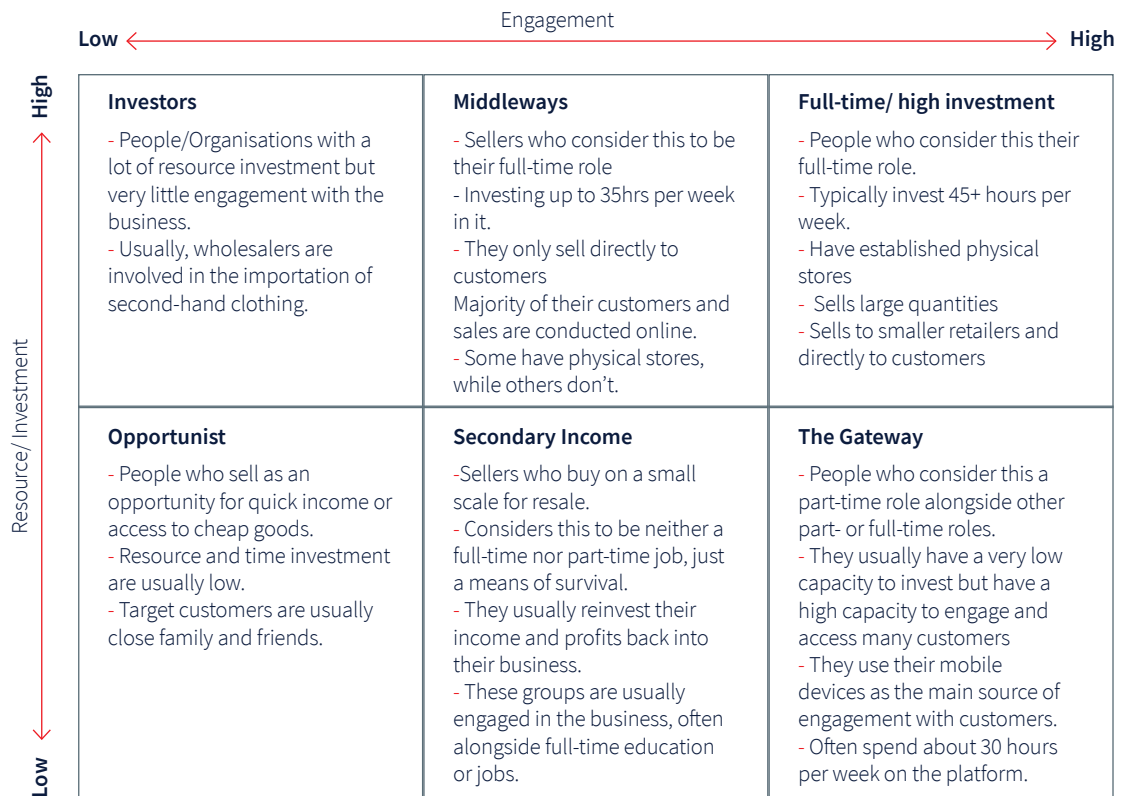 Engagement
Low
High
High
Resource/ Investment
Low
Investors
- People/Organisations with a
lot of resource investment but
very little engagement with the
business.
- Usually, wholesalers are
involved in the importation of
second-hand clothing.
Middleways
- Sellers who consider this to be
their full-time role
- Investing up to 35hrs per week
in it.
- They only sell directly to
customers
Majority of their customers and
sales are conducted online.
- Some have physical stores,
while others don’t.
Full-time/ high investment
- People who consider this their
full-time role.
- Typically invest 45+ hours per
week.
- Have established physical
stores
- Sells large quantities
- Sells to smaller retailers and
directly to customers
Opportunist
- People who sell as an
opportunity for quick income or
access to cheap goods.
- Resource and time investment
are usually low.
- Target customers are usually
close family and friends.
Secondary Income
-Sellers who buy on a small
scale for resale.
- Considers this to be neither a
full-time nor part-time job, just
a means of survival.
- They usually reinvest their
income and profits back into
their business.
- These groups are usually
engaged in the business, often
alongside full-time education
or jobs.
The Gateway
- People who consider this a
part-time role alongside other
part- or full-time roles.
- They usually have a very low
capacity to invest but have a
high capacity to engage and
access many customers
- They use their mobile
devices as the main source of
engagement with customers.
- Often spend about 30 hours
per week on the platform.